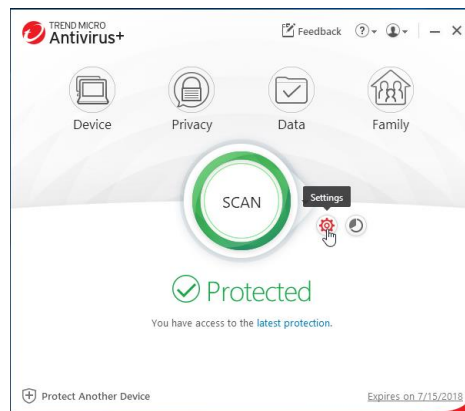 TREND MICRO
Antivirus+
Feedback
?
Device Privacy Data Family
SCAN
Settings
Protected
You have access to the latest protection.
Protect Another Device
Expires on 7/15/2018